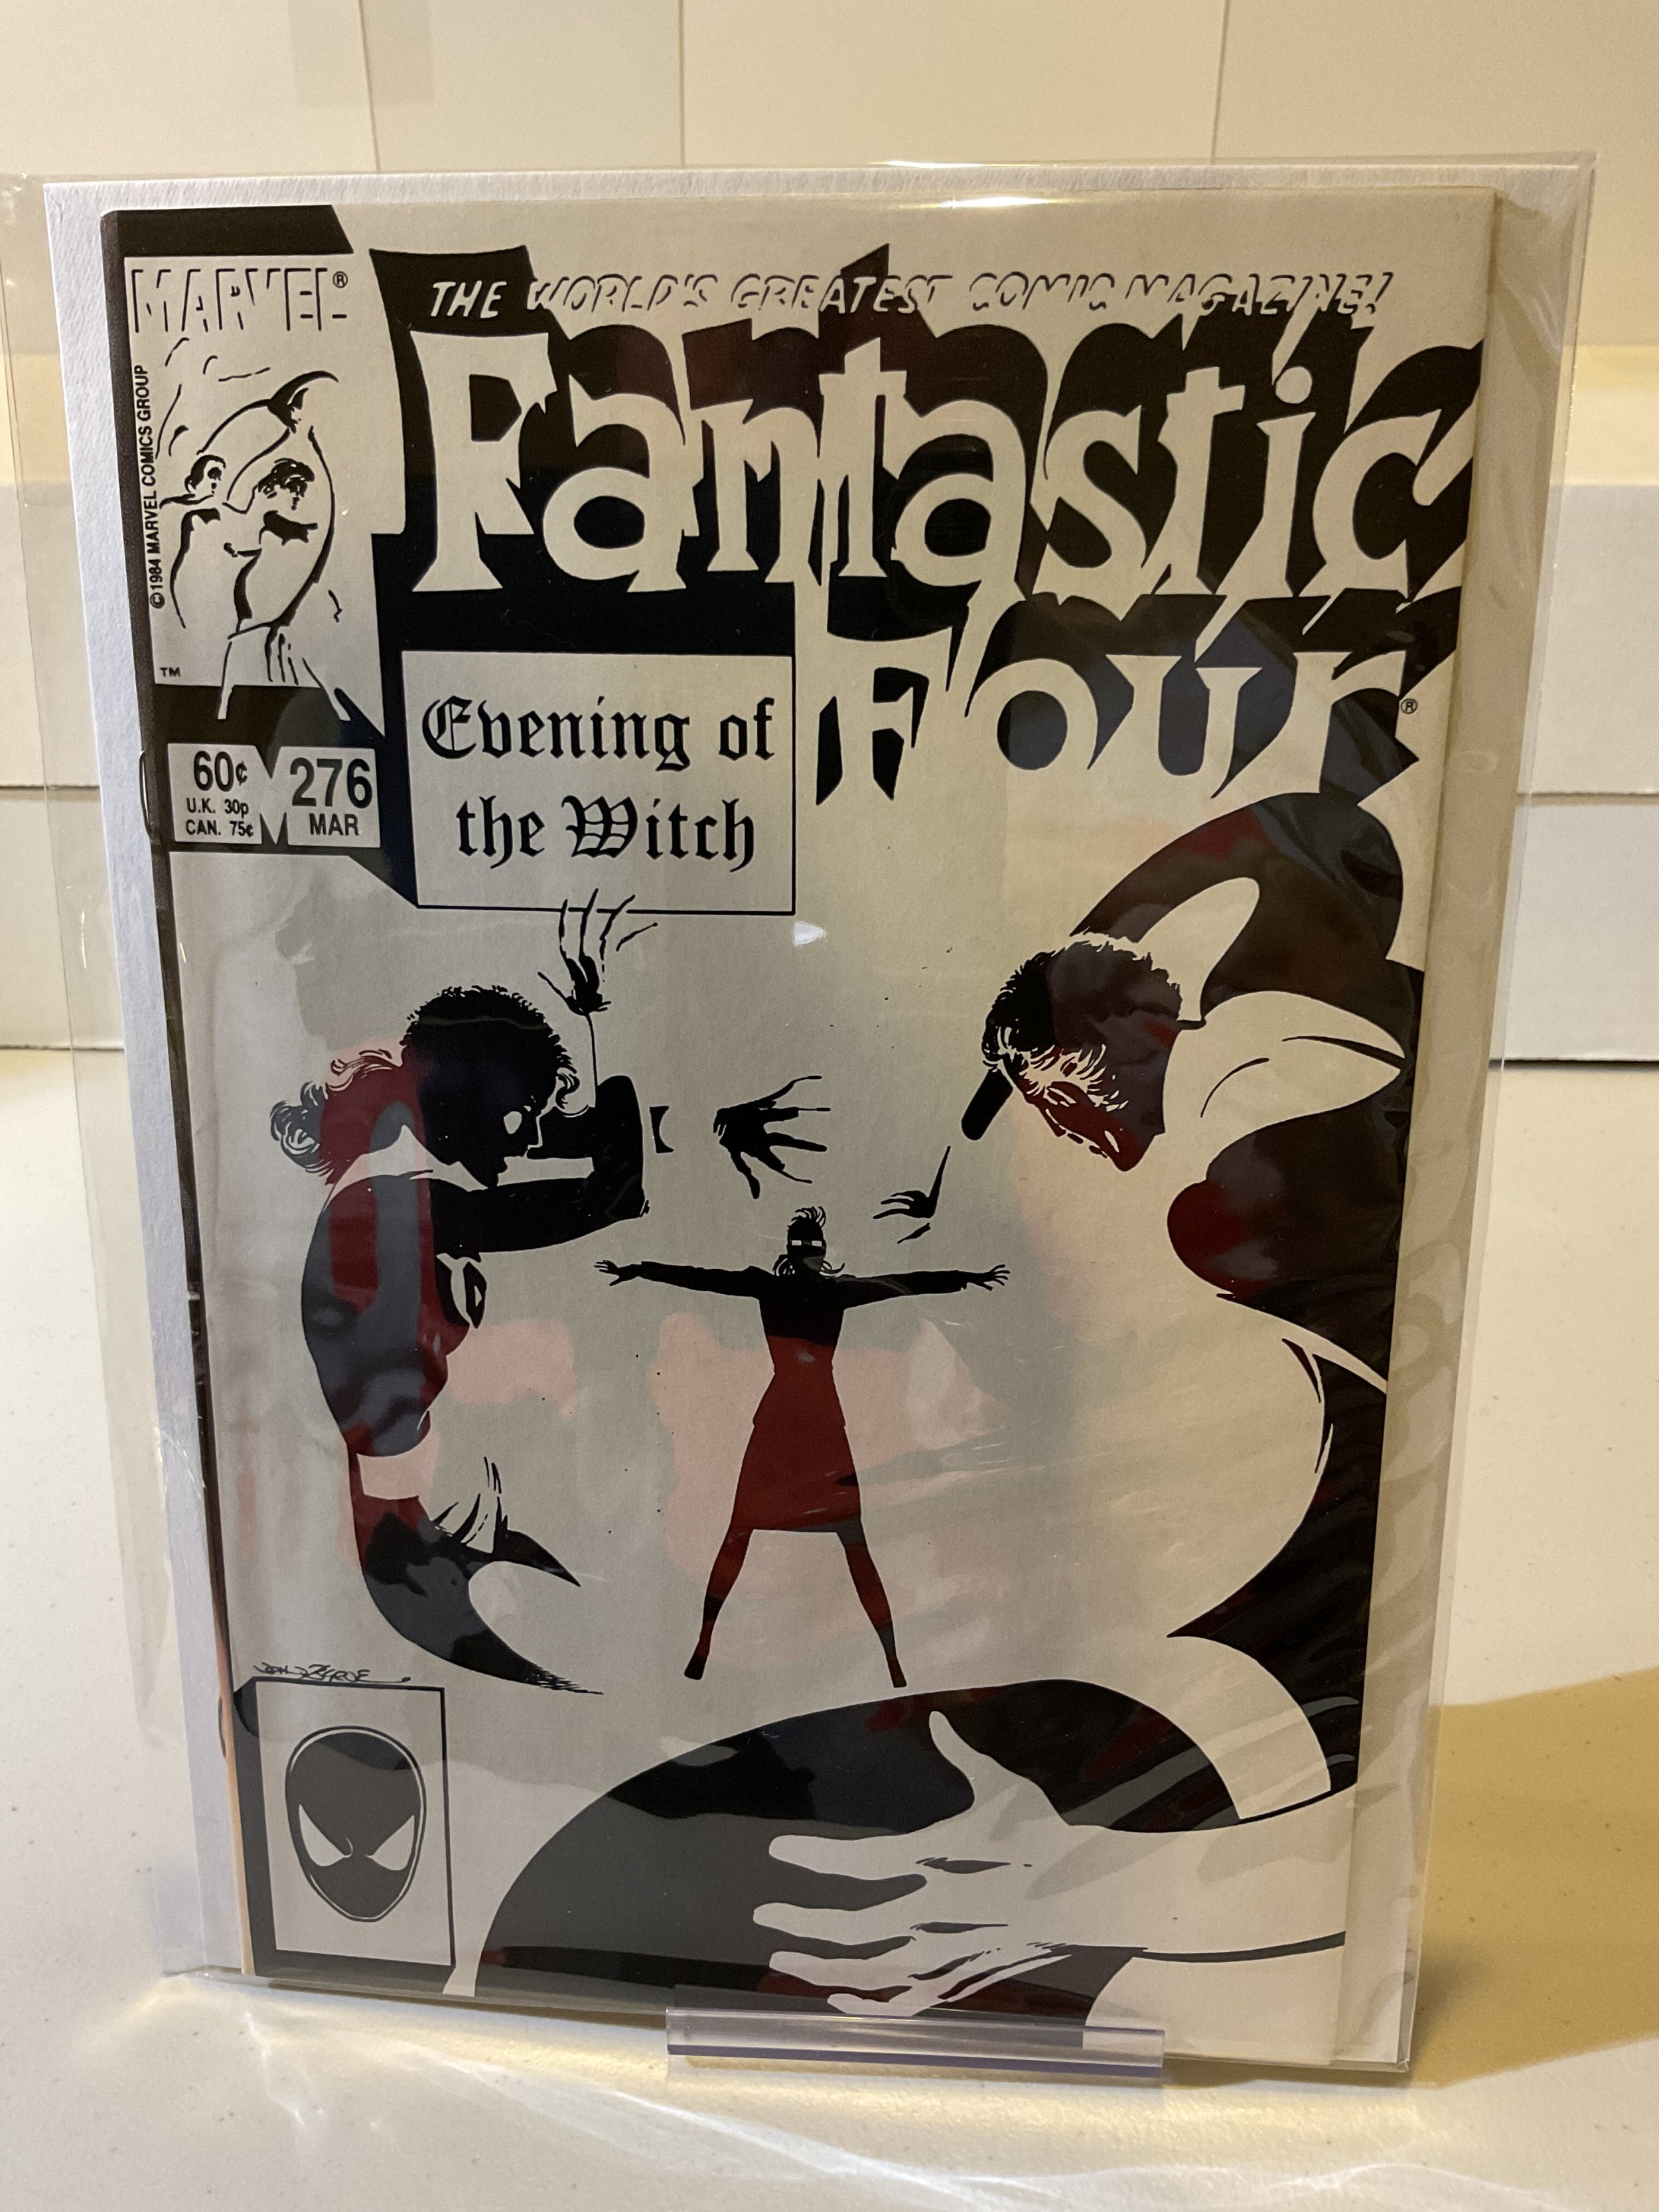 MARVEL®
THE WORLD'S GREATEST COMIC MAGAZINE!
Fantastic
Four®
©1984 MARVEL COMICS GROUP
TM
60¢
U.K. 30p
CAN. 75¢
276
MAR
Evening of
the Witch